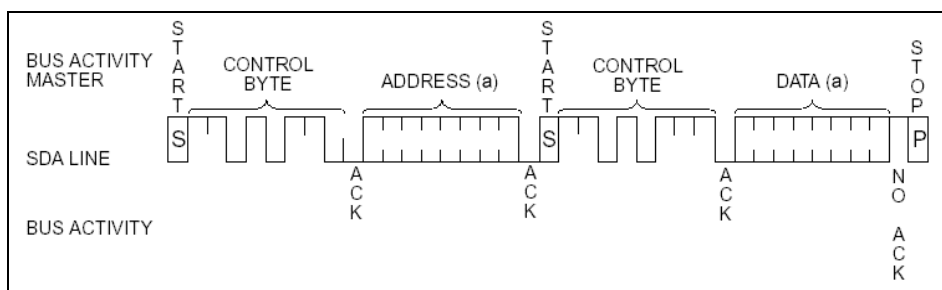 BUS ACTIVITY
MASTER
START
CONTROL
BYTE
ADDRESS (a)
START
CONTROL
BYTE
DATA (a)
STOP
SDA LINE
S
S
P
ACK
ACK
ACK
NO ACK
BUS ACTIVITY